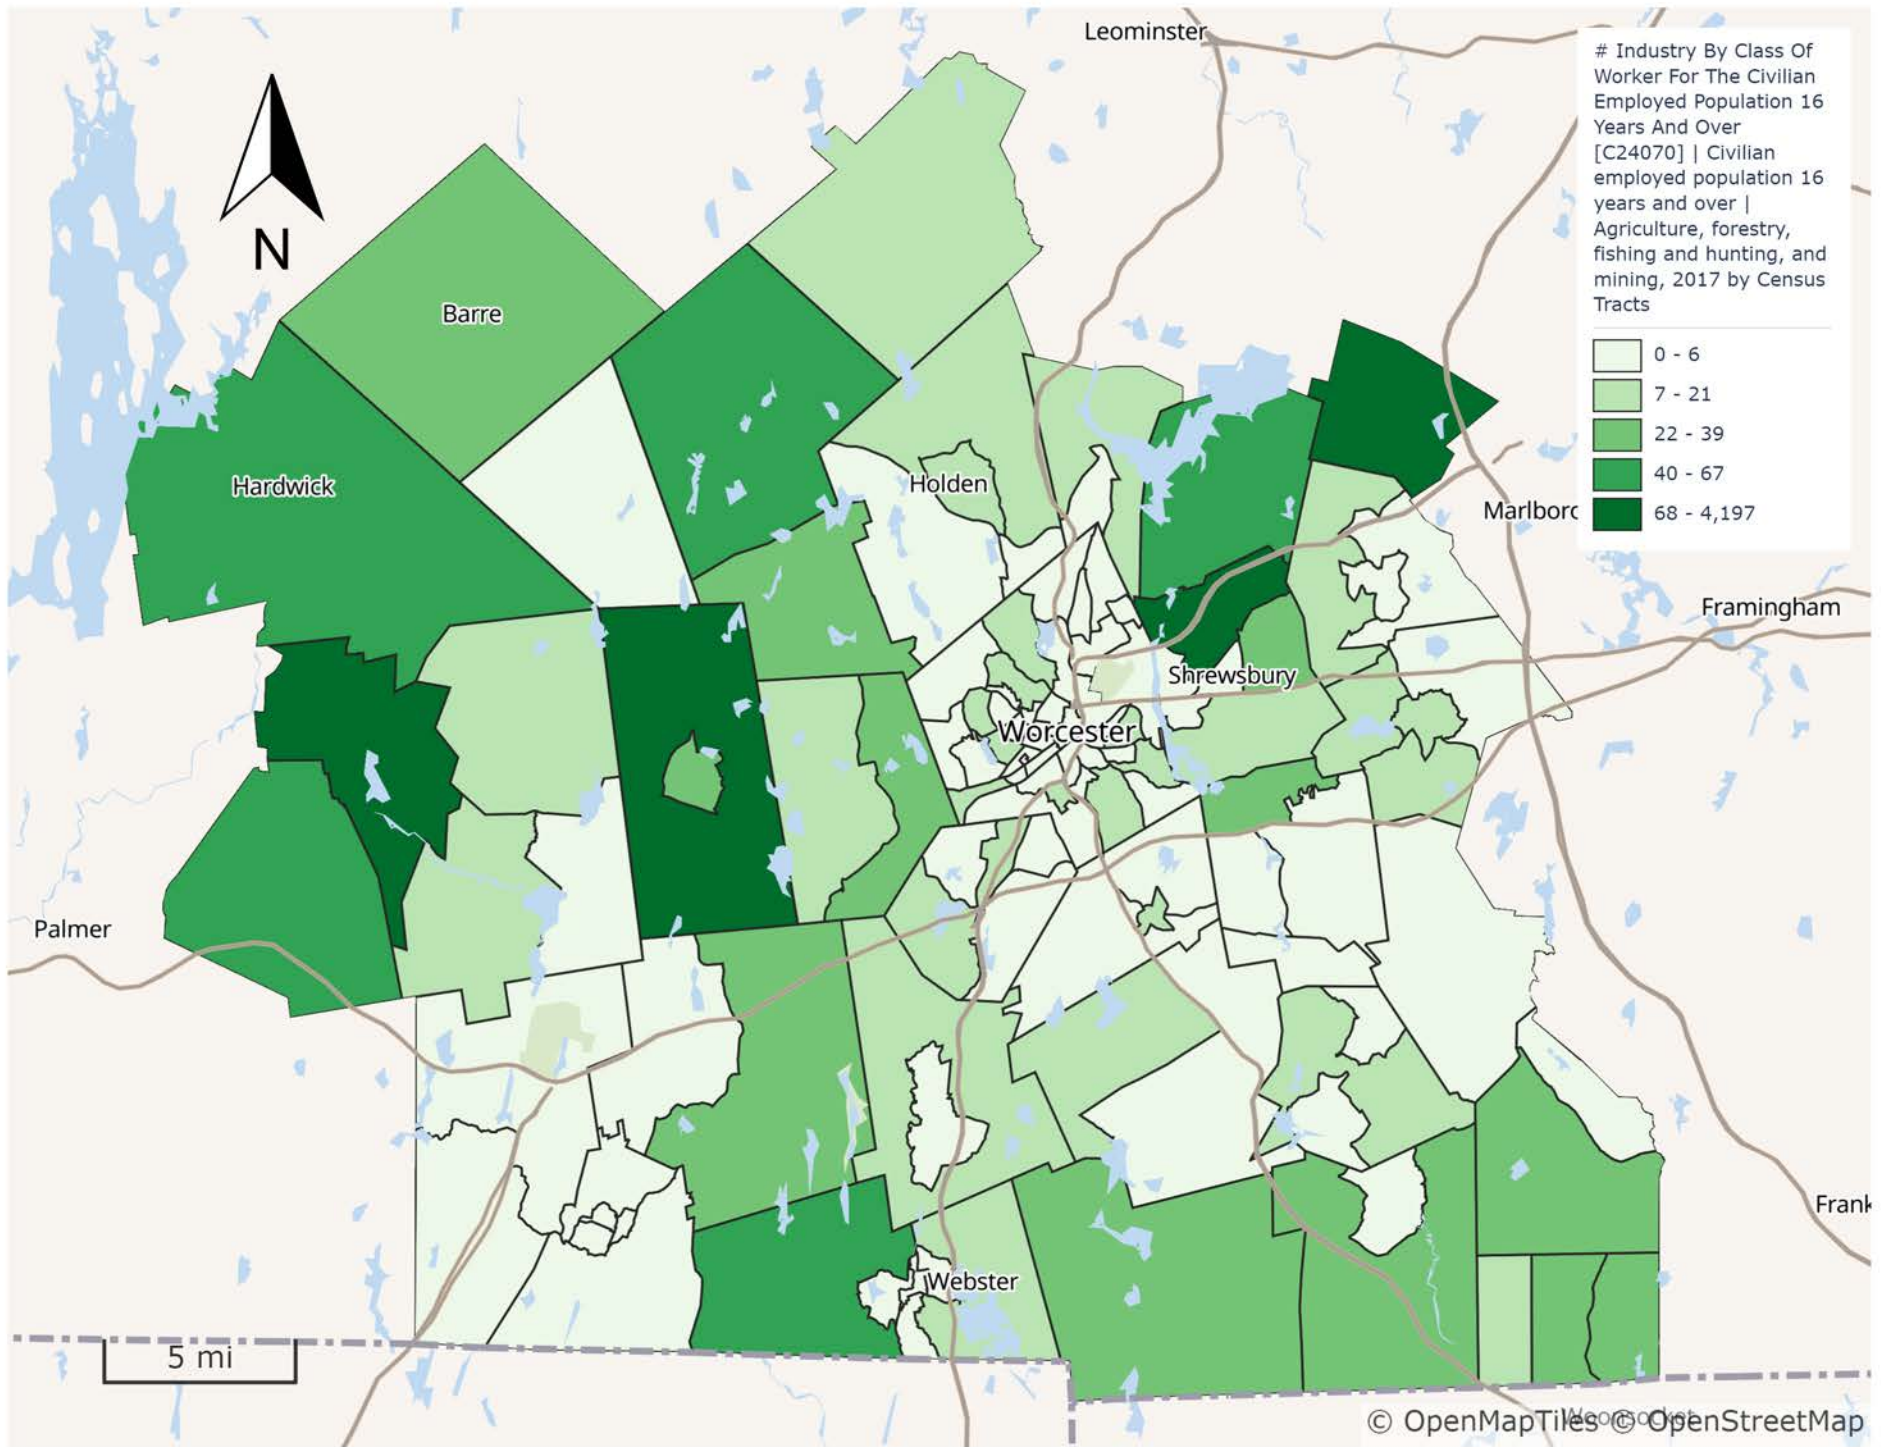 Leominster
# Industry By Class Of
Worker For The Civilian
Employed Population 16
Years And Over
[C24070] | Civilian
employed population 16
years and over |
Agriculture, forestry,
fishing and hunting, and
mining, 2017 by Census
Tracts
0 - 6
7 - 21
22 - 39
40 - 67
68 - 4,197
N
Barre
Hardwick
Holden
Marlborc
Framingham
Shrewsbury
Worcester
Palmer
Frank
Webster
5 mi
Woonsocket
© OpenMapTiles © OpenStreetMap